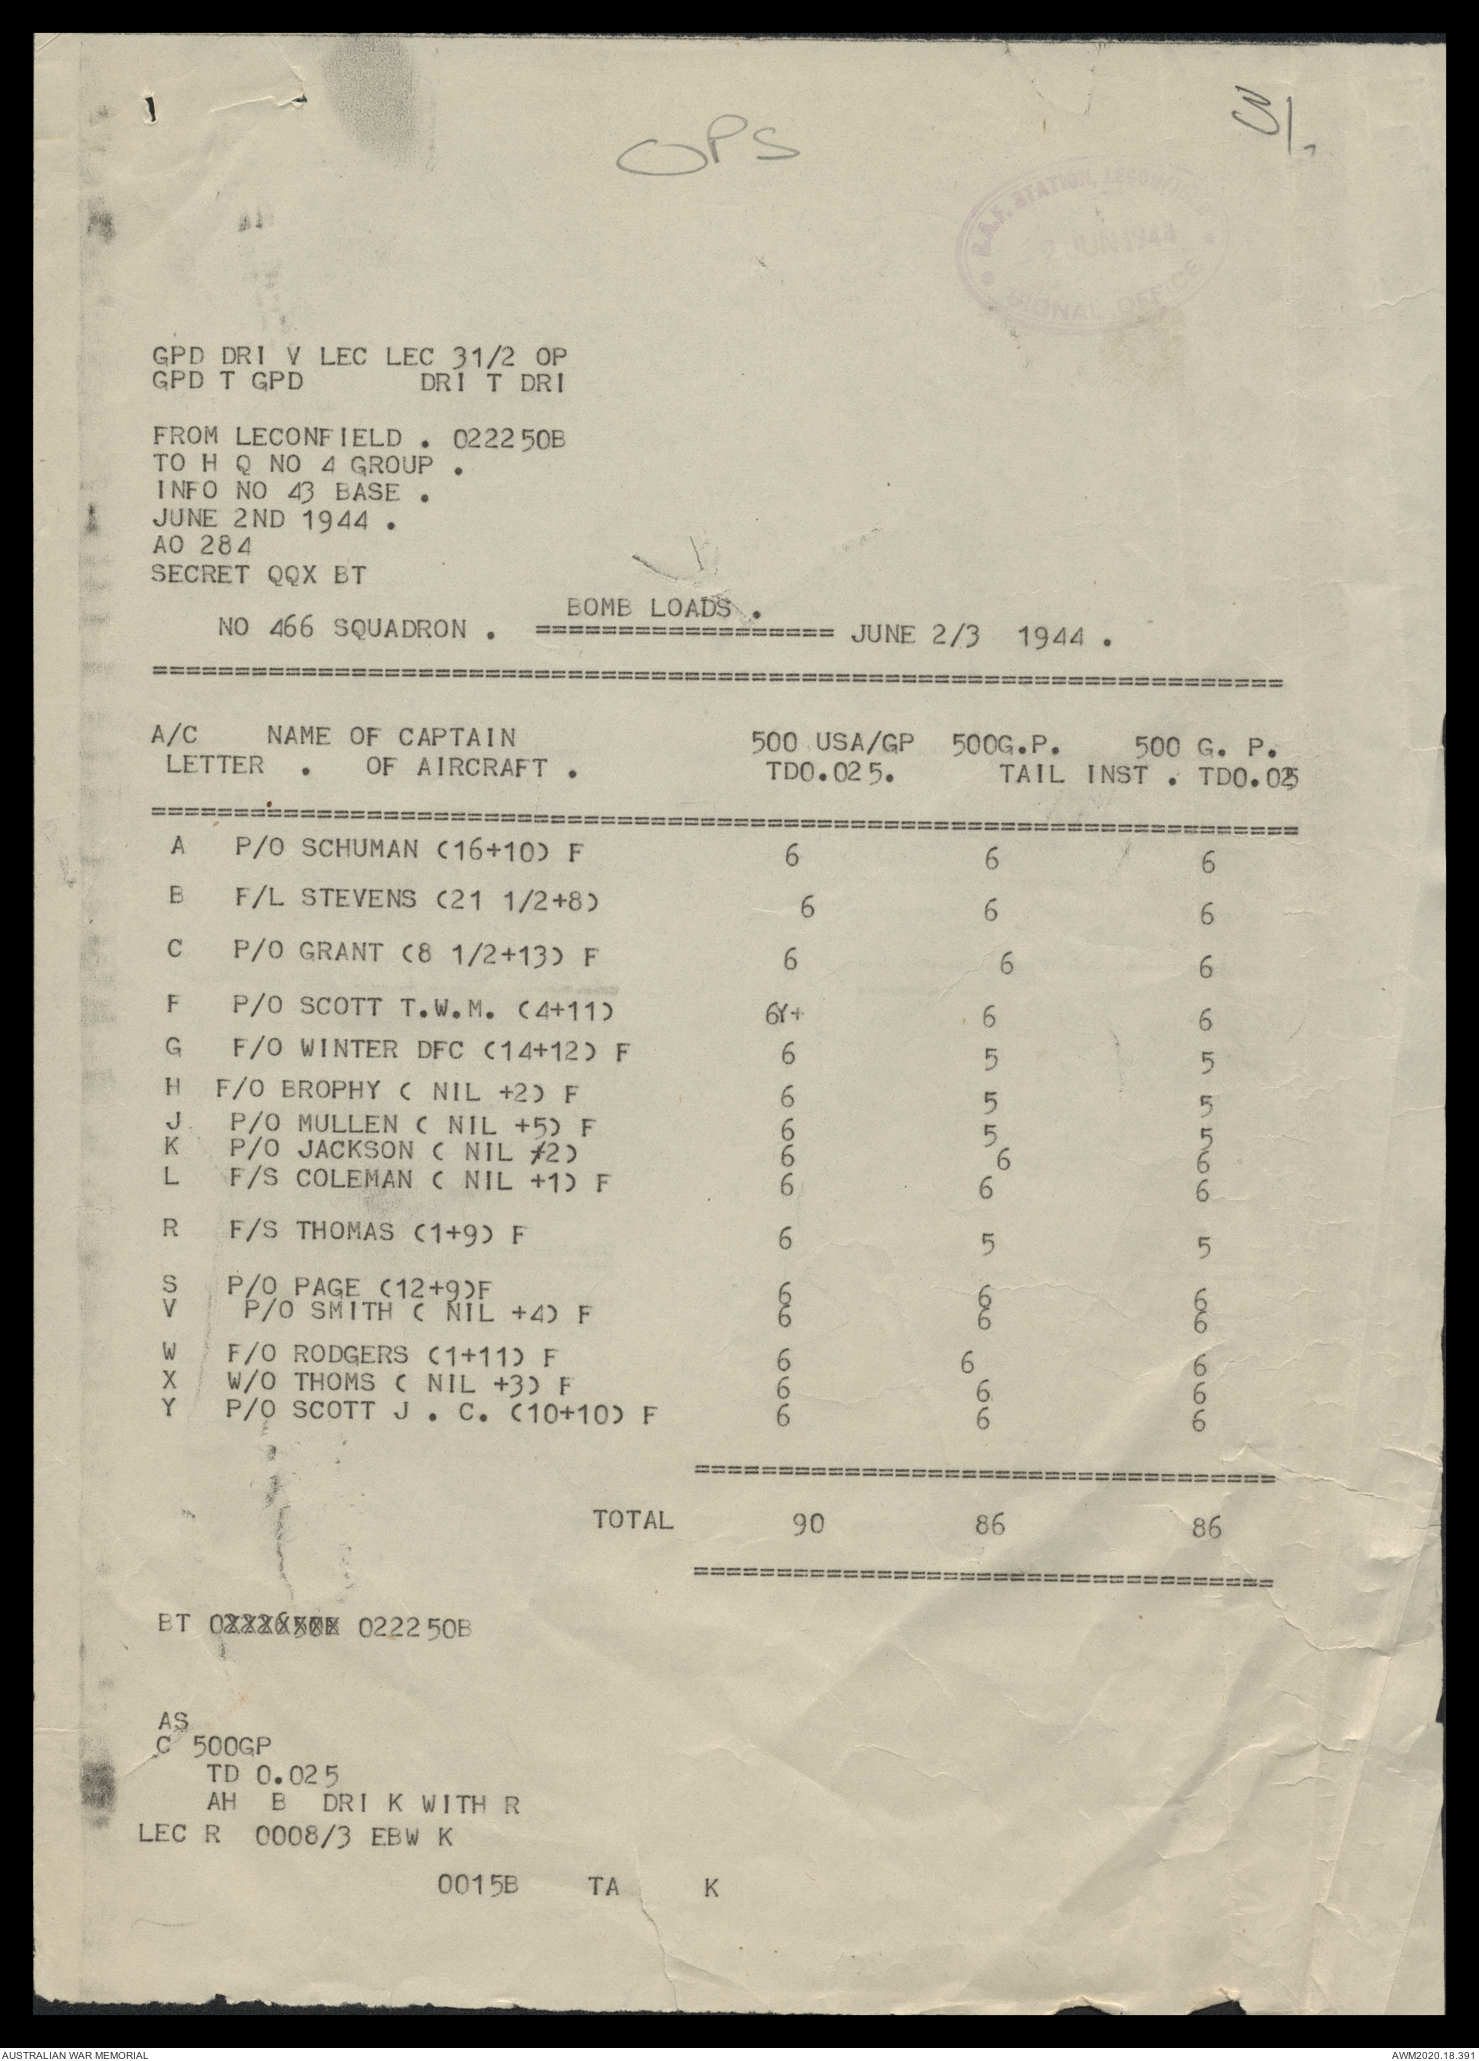 OPS
R.A.F. STATION, LECONFIELD
2 JUN 1944
SIGNAL OFFICE
GPD DRI V LEC LEC 31/2 OP
GPD T GPD DRI T DRI
FROM LECONFIELD . 022250B
TO H Q NO 4 GROUP .
INFO NO 43 BASE .
JUNE 2ND 1944 .
AO 284
SECRET QQX BT
BOMB LOADS .
NO 466 SQUADRON . ================== JUNE 2/3 1944 .
=====================================================================
A/C NAME OF CAPTAIN 500 USA/GP 500G.P. 500 G. P.
LETTER . OF AIRCRAFT . TD0.025. TAIL INST . TD0.025
======================================================================
A P/O SCHUMAN (16+10) F 6 6 6
B F/L STEVENS (21 1/2+8) 6 6 6
C P/O GRANT (8 1/2+13) F 6 6 6
F P/O SCOTT T.W.M. (4+11) 6Y+ 6 6
G F/O WINTER DFC (14+12) F 6 5 5
H F/O BROPHY ( NIL +2) F 6 5 5
J P/O MULLEN ( NIL +5) F 6 5 5
K P/O JACKSON ( NIL +2) 6 6 6
L F/S COLEMAN ( NIL +1) F 6 6 6
R F/S THOMAS (1+9) F 6 5 5
S P/O PAGE (12+9)F 6 6 6
V P/O SMITH ( NIL +4) F 6 6 6
W F/O RODGERS (1+11) F 6 6 6
X W/O THOMS ( NIL +3) F 6 6 6
Y P/O SCOTT J . C. (10+10) F 6 6 6
===================================
TOTAL 90 86 86
===================================
BT 022250B
AS
C 500GP
TD 0.025
AH B DRI K WITH R
LEC R 0008/3 EBW K
0015B TA K
AUSTRALIAN WAR MEMORIAL AWM2020.18.391